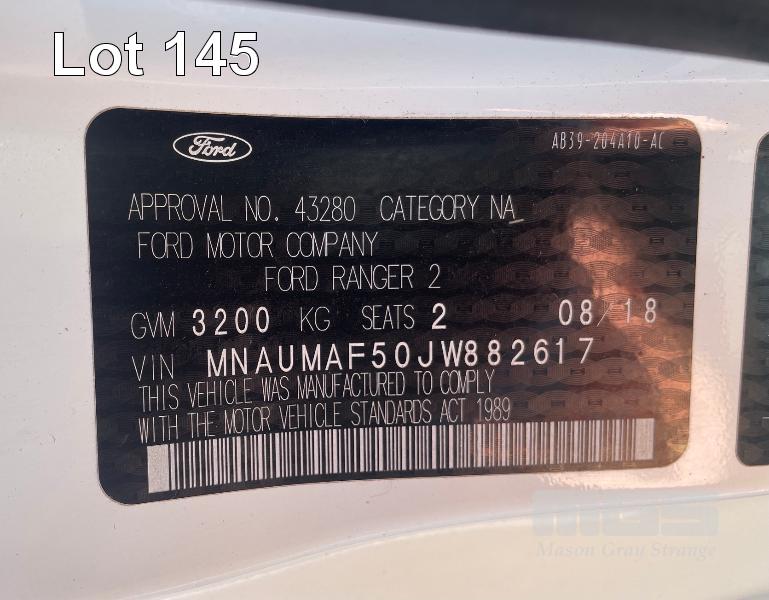 Lot 145
Ford
AB39-204A10-AC
APPROVAL NO. 43280 CATEGORY NA_
FORD MOTOR COMPANY
FORD RANGER 2
GVM 3200 KG SEATS 2 08/18
VIN MNAUMAF50JW882617
THIS VEHICLE WAS MANUFACTURED TO COMPLY
WITH THE MOTOR VEHICLE STANDARDS ACT 1989
MGS
Mason Gray Strange